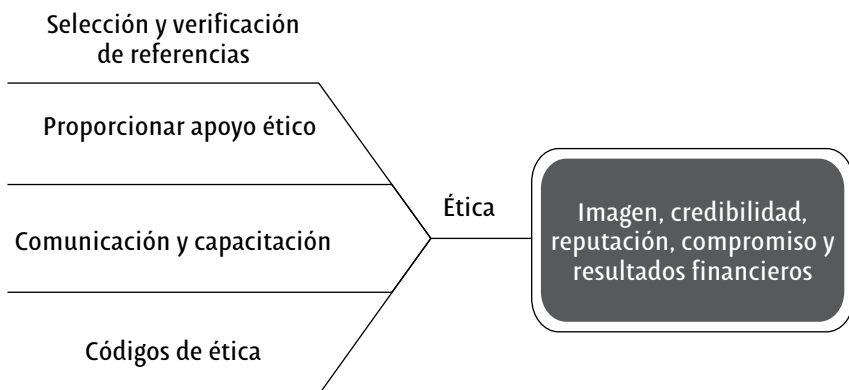 Selección y verificación
de referencias
Proporcionar apoyo ético
Comunicación y capacitación
Códigos de ética
Ética
Imagen, credibilidad,
reputación, compromiso y
resultados financieros